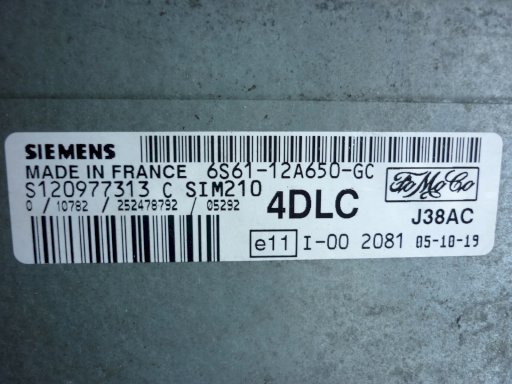 SIEMENS
MADE IN FRANCE 6S61-12A650-GC
S120977313 C SIM210
FoMoCo
0 / 10782 / 252478792 / 05292
4DLC
J38AC
e11 I-00 2081 05-10-19